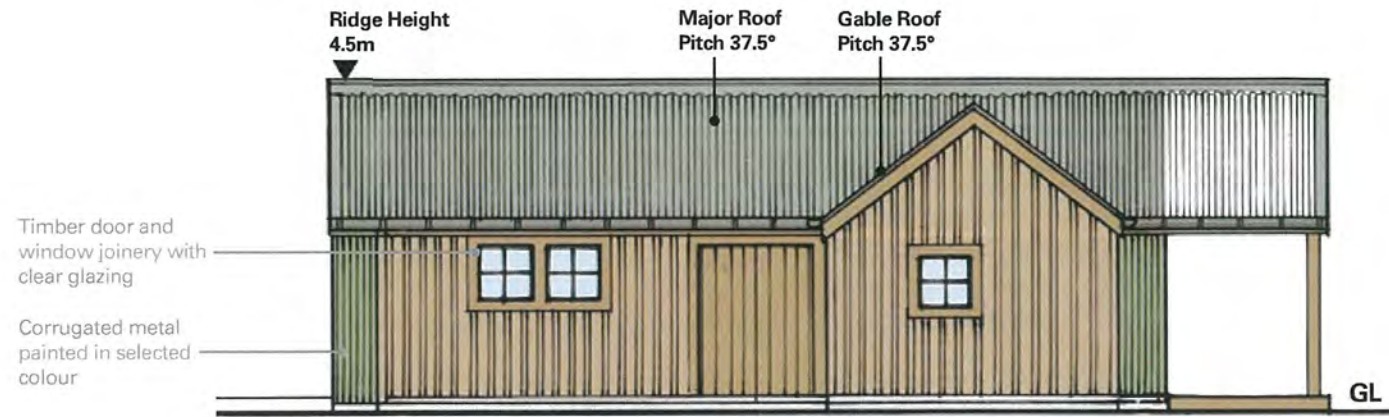 Ridge Height
4.5m
Major Roof
Pitch 37.5°
Gable Roof
Pitch 37.5°
Timber door and
window joinery with
clear glazing
Corrugated metal
painted in selected
colour
GL